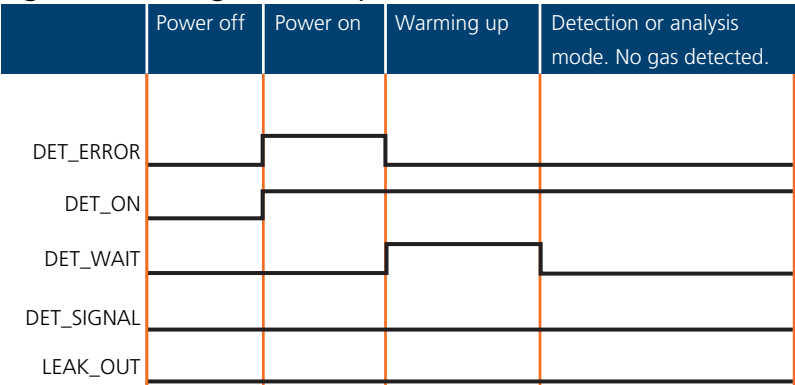 Power off
Power on
Warming up
Detection or analysis
mode. No gas detected.
DET_ERROR
DET_ON
DET_WAIT
DET_SIGNAL
LEAK_OUT